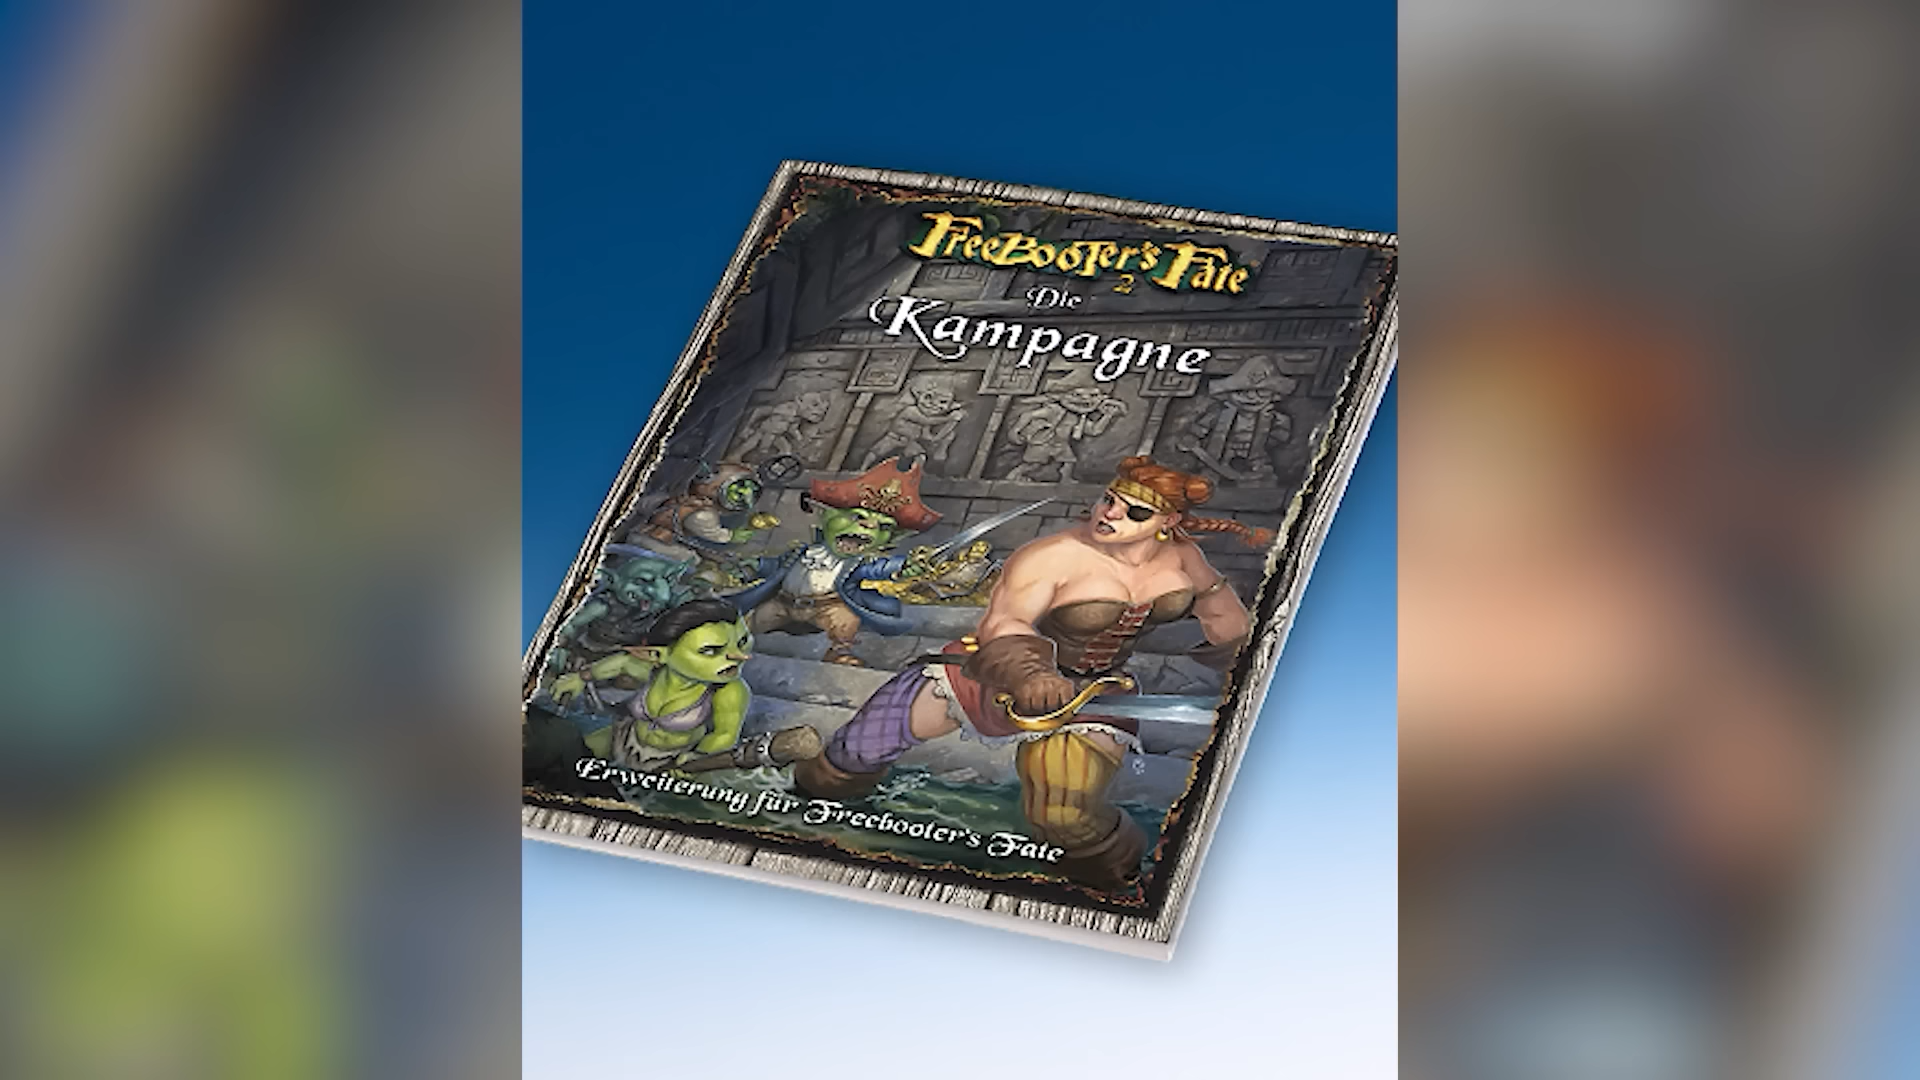 Freebooter's Fate
2
Die
Kampagne
Erweiterung für Freebooter's Fate